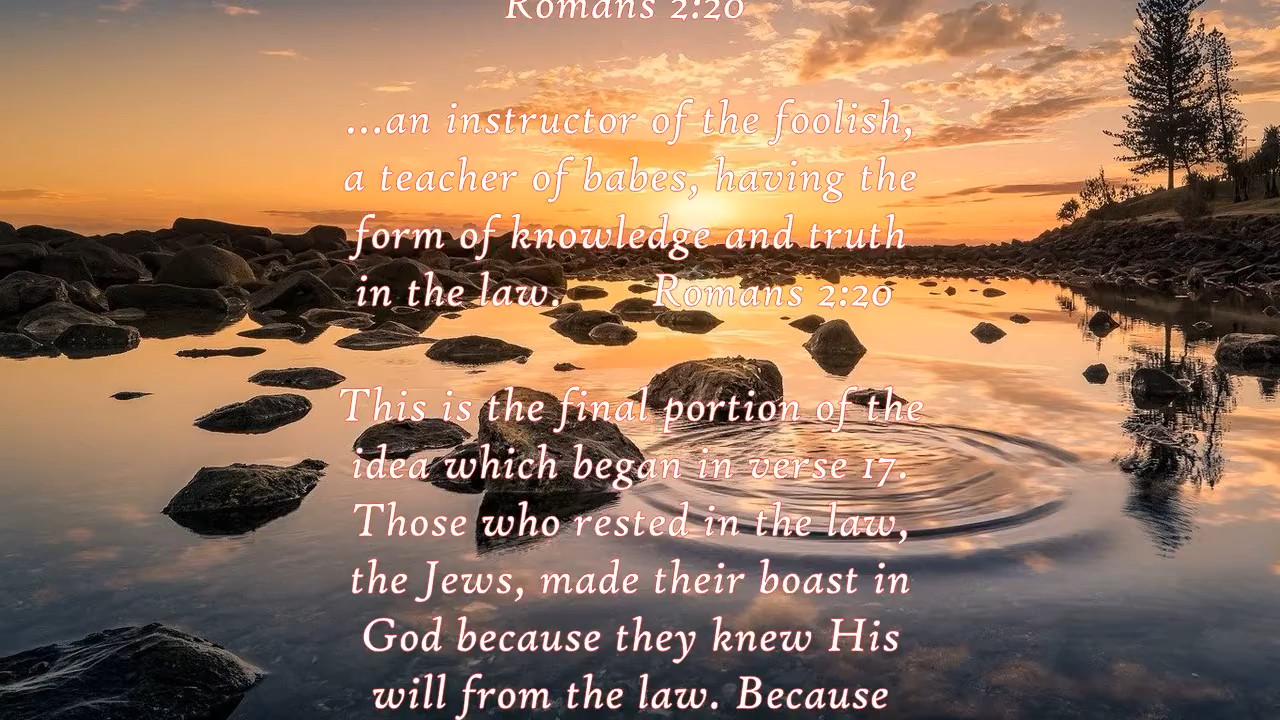 Romans 2:20
...an instructor of the foolish,
a teacher of babes, having the
form of knowledge and truth
in the law. Romans 2:20
This is the final portion of the
idea which began in verse 17.
Those who rested in the law,
the Jews, made their boast in
God because they knew His
will from the law. Because